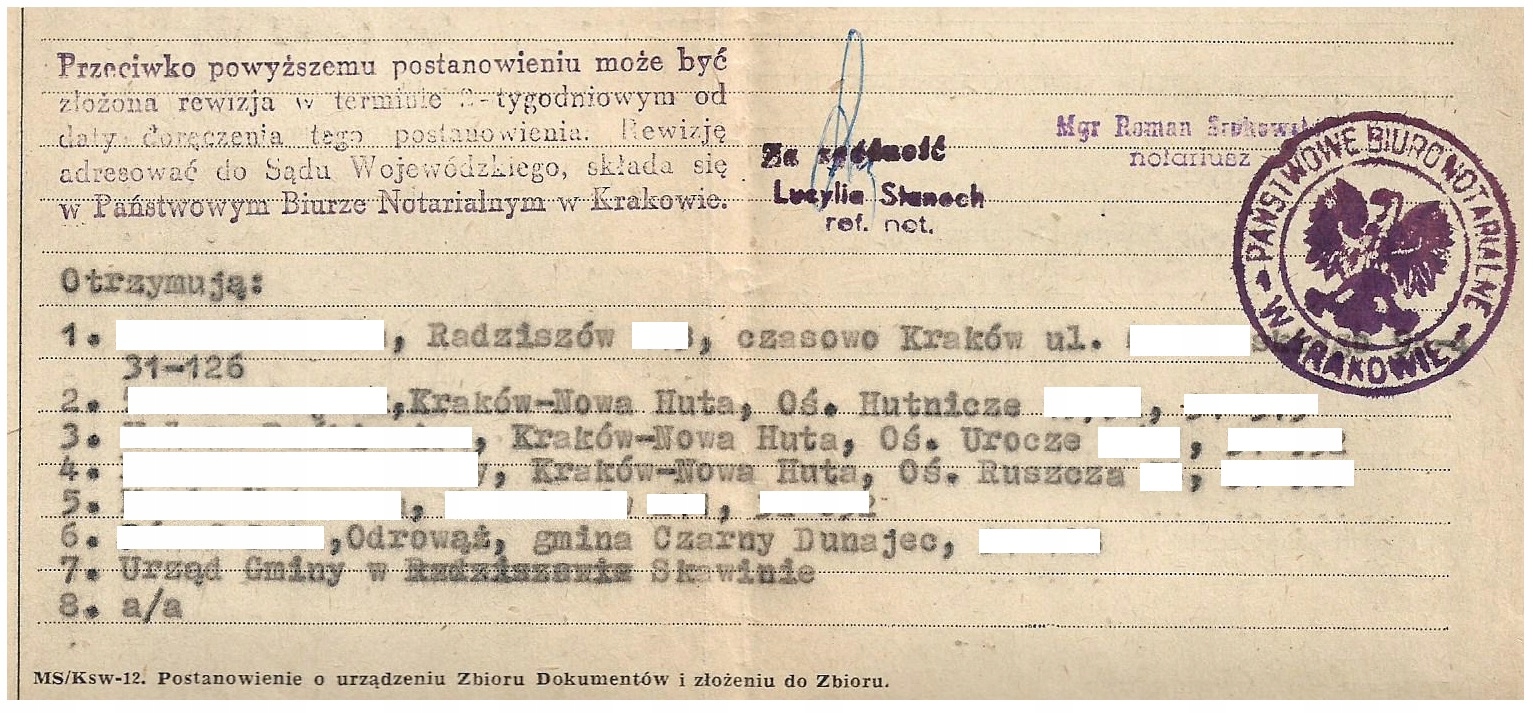 Przeciwko powyższemu postanowieniu może być
złożona rewizja w terminie 2-tygodniowym od
daty doręczenia tego postanowienia. Rewizję
adresować do Sądu Wojewódzkiego, składa się
w Państwowym Biurze Notarialnym w Krakowie.
Za zgodność
Lucylla Stanech
ref. not.
Mgr Roman
notariusz
PAŃSTWOWE BIURO NOTARIALNE
W KRAKOWIE
Otrzymują:
1. , Radziszów , czasowo Kraków ul.
31-126
2. ,Kraków-Nowa Huta, Oś. Hutnicze ,
3. , Kraków-Nowa Huta, Oś. Urocze ,
4. , Kraków-Nowa Huta, Oś. Ruszcza ,
5. , ,
6. ,Odrowąż, gmina Czarny Dunajec,
7. Urząd Gminy w Skawinie
8. a/a
MS/Ksw-12. Postanowienie o urządzeniu Zbioru Dokumentów i złożeniu do Zbioru.